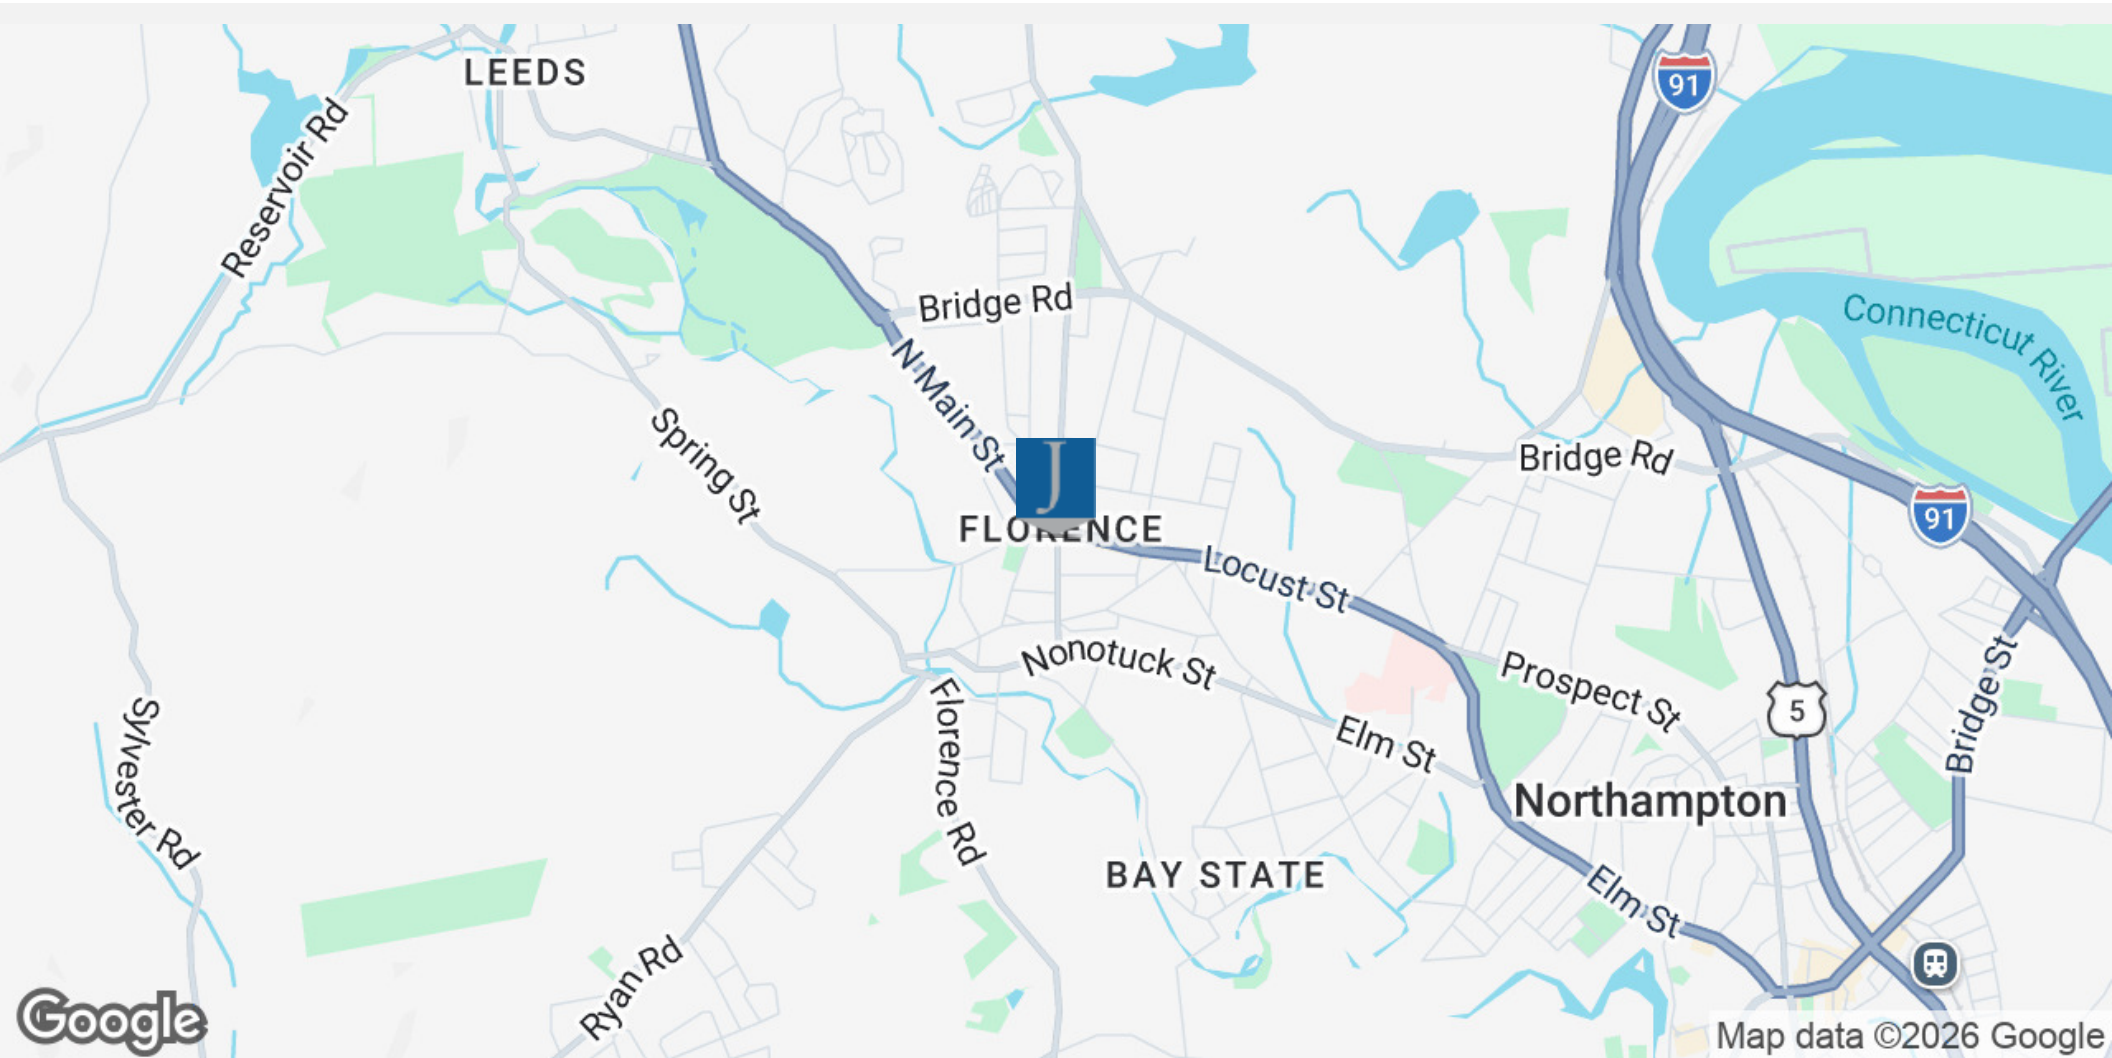 LEEDS
91
Reservoir Rd
Bridge Rd
Connecticut River
N Main St
J
Spring St
Bridge Rd
91
FLORENCE
Locust St
Nonotuck St
Prospect St
Bridge St
Sylvester Rd
Florence Rd
Elm St
5
Northampton
BAY STATE
Elm St
Ryan Rd
Google
Map data ©2026 Google